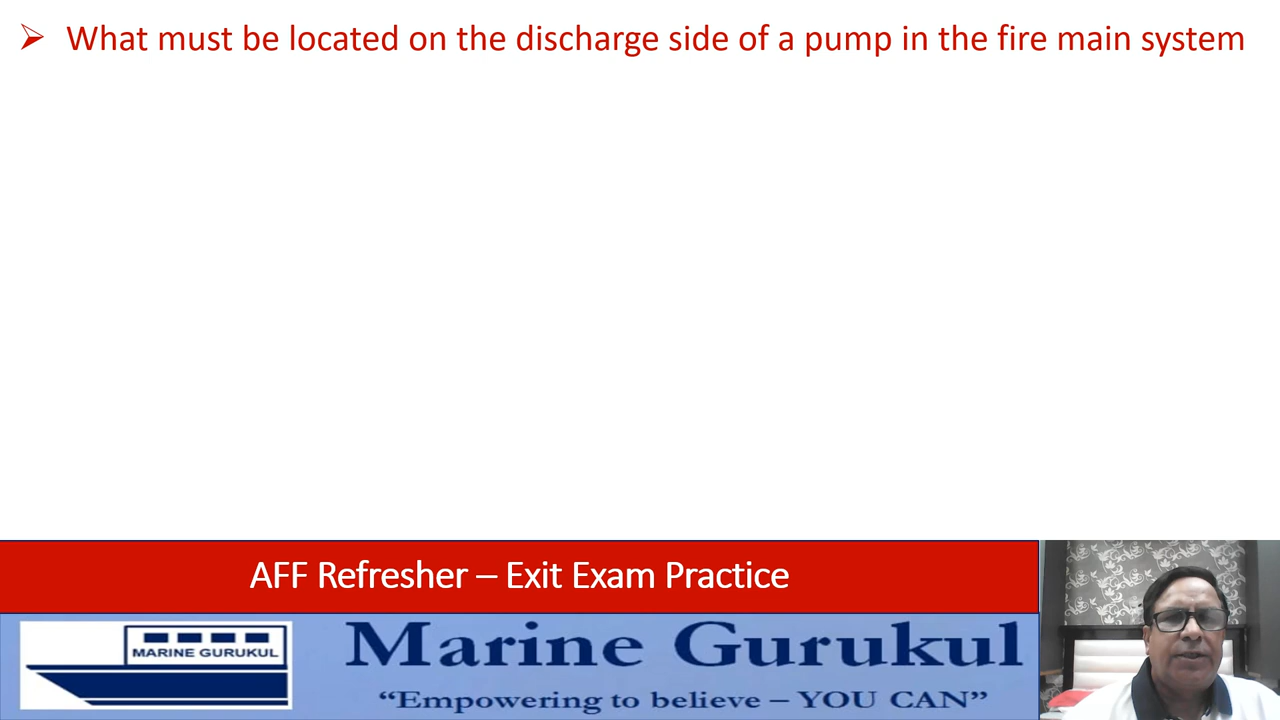 What must be located on the discharge side of a pump in the fire main system
AFF Refresher – Exit Exam Practice
MARINE GURUKUL
Marine Gurukul
“Empowering to believe – YOU CAN”